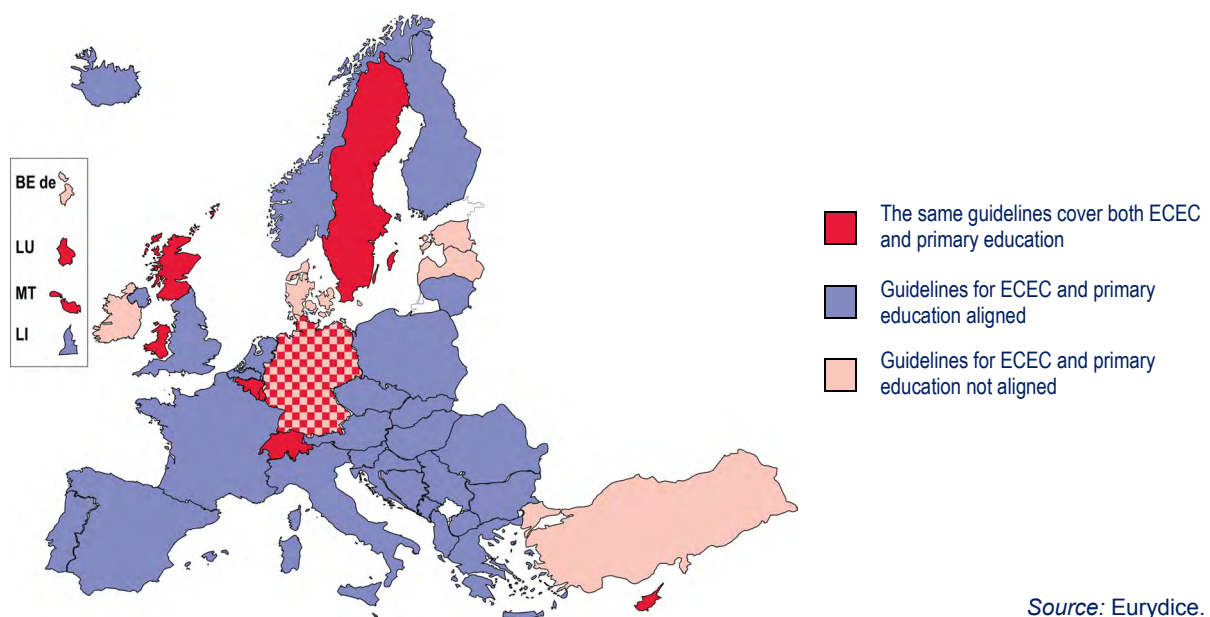 BE de
LU
MT
LI
The same guidelines cover both ECEC
and primary education
Guidelines for ECEC and primary
education aligned
Guidelines for ECEC and primary
education not aligned
Source: Eurydice.